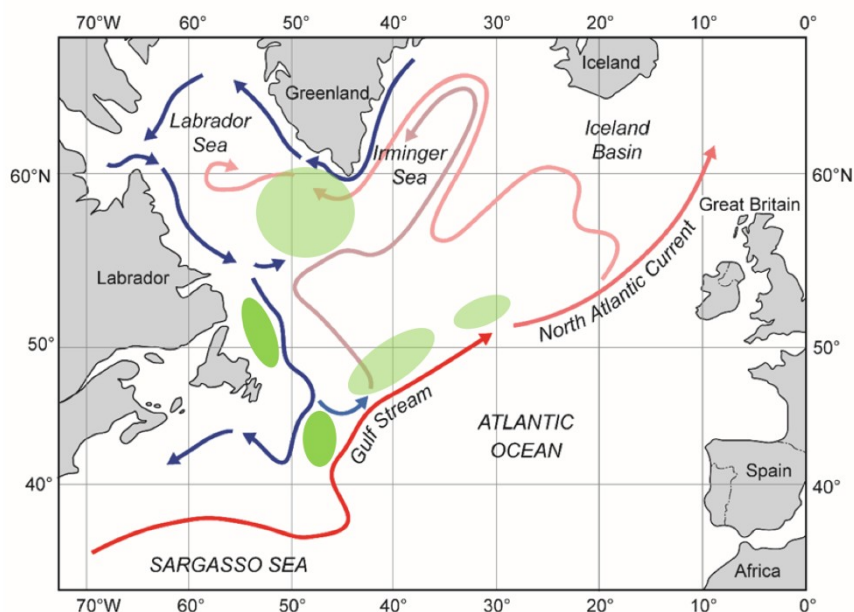 70°W 60° 50° 40° 30° 20° 10° 0°
Iceland
Greenland
Labrador
Sea
Irminger
Sea
Iceland
Basin
60°N
60°N
Great Britain
Labrador
North Atlantic Current
50°
50°
Gulf Stream
ATLANTIC
OCEAN
Spain
40°
40°
SARGASSO SEA
Africa
70°W 60° 50° 40° 30° 20° 10° 0°